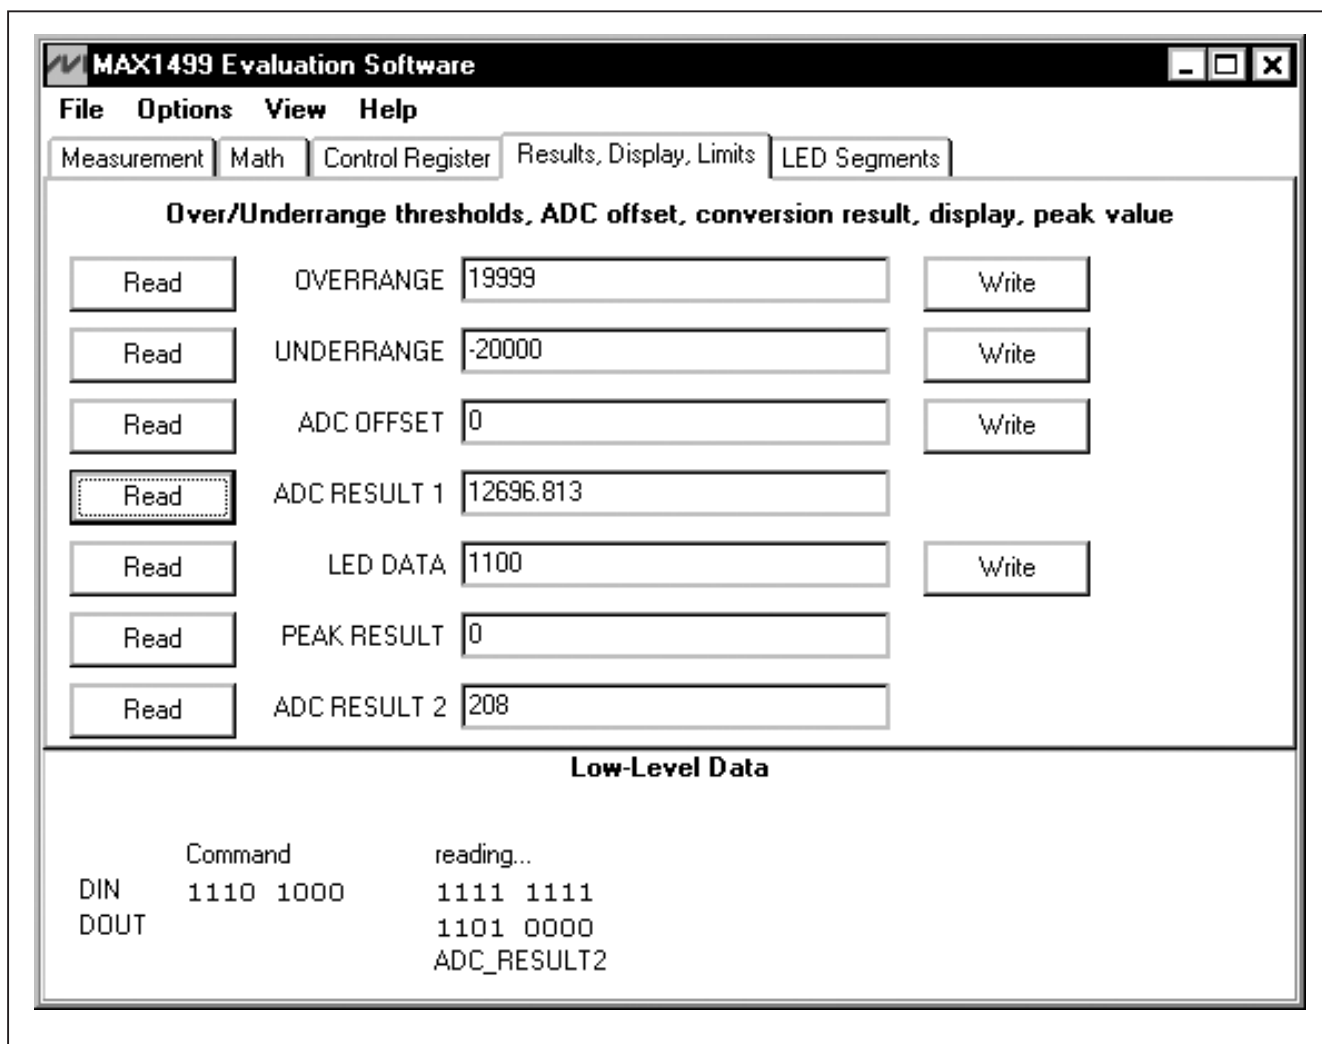 MAX1499 Evaluation Software
File Options View Help
Measurement Math Control Register Results, Display, Limits LED Segments
Over/Underrange thresholds, ADC offset, conversion result, display, peak value
Read OVERRANGE 19999 Write
Read UNDERRANGE -20000 Write
Read ADC OFFSET 0 Write
Read ADC RESULT 1 12696.813
Read LED DATA 1100 Write
Read PEAK RESULT 0
Read ADC RESULT 2 208
Low-Level Data
Command reading...
DIN 1110 1000 1111 1111
DOUT 1101 0000
ADC_RESULT2